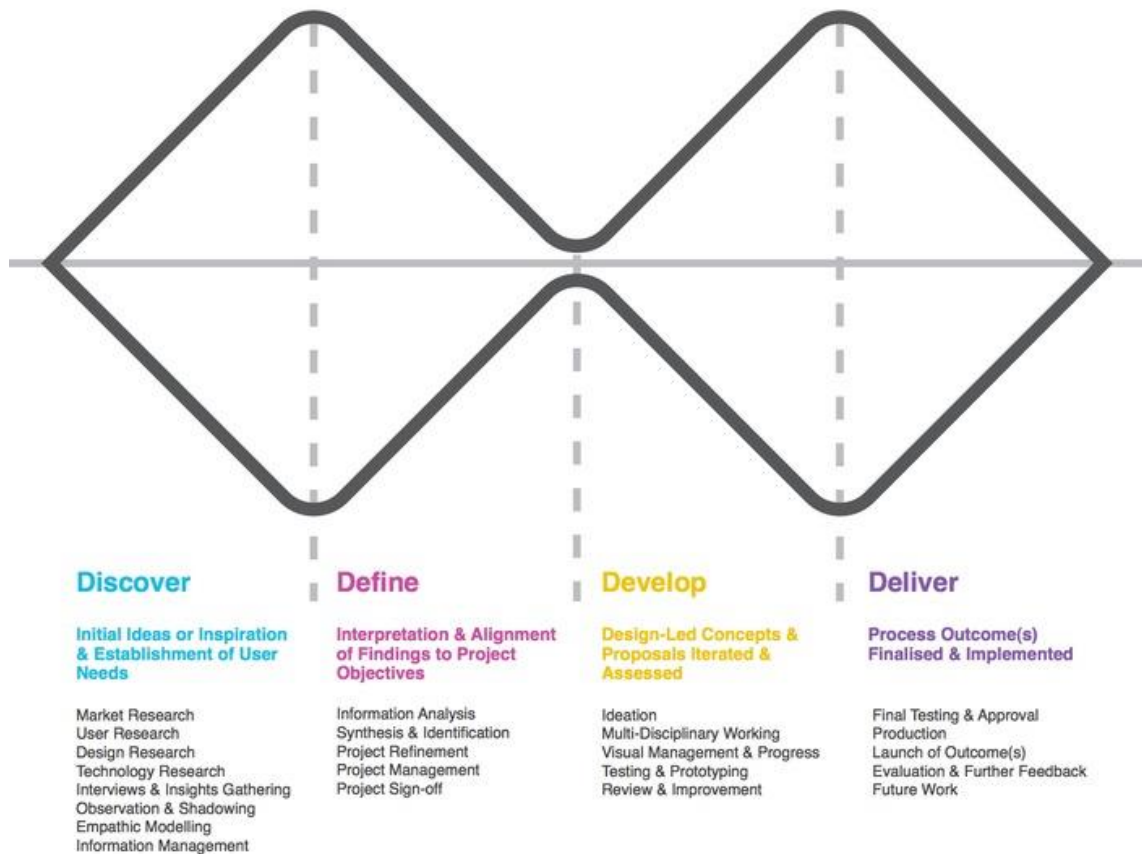 Discover
Initial Ideas or Inspiration
& Establishment of User
Needs
Market Research
User Research
Design Research
Technology Research
Interviews & Insights Gathering
Observation & Shadowing
Empathic Modelling
Information Management
Define
Interpretation & Alignment
of Findings to Project
Objectives
Information Analysis
Synthesis & Identification
Project Refinement
Project Management
Project Sign-off
Develop
Design-Led Concepts &
Proposals Iterated &
Assessed
Ideation
Multi-Disciplinary Working
Visual Management & Progress
Testing & Prototyping
Review & Improvement
Deliver
Process Outcome(s)
Finalised & Implemented
Final Testing & Approval
Production
Launch of Outcome(s)
Evaluation & Further Feedback
Future Work